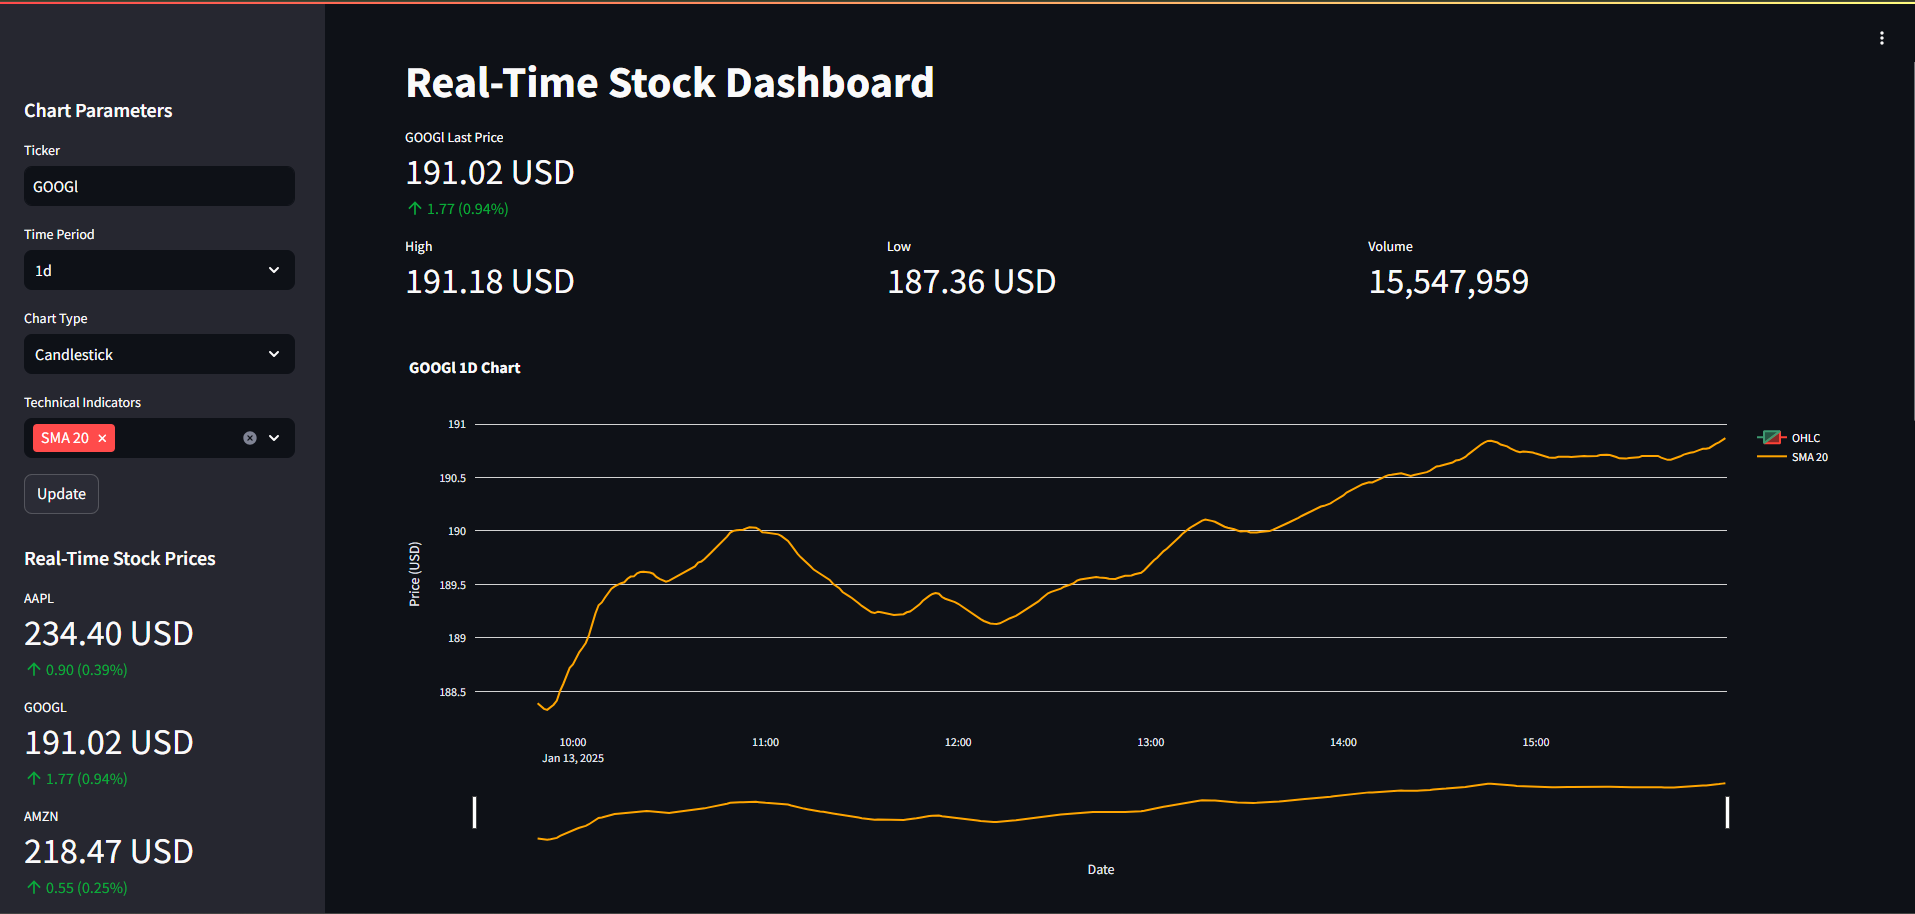 Chart Parameters
Ticker
GOOGl
Time Period
1d
Chart Type
Candlestick
Technical Indicators
SMA 20
Update
Real-Time Stock Prices
AAPL
234.40 USD
0.90 (0.39%)
GOOGL
191.02 USD
1.77 (0.94%)
AMZN
218.47 USD
0.55 (0.25%)
Real-Time Stock Dashboard
GOOGl Last Price
191.02 USD
1.77 (0.94%)
High
191.18 USD
Low
187.36 USD
Volume
15,547,959
GOOGl 1D Chart
Price (USD)
191
190.5
190
189.5
189
188.5
10:00
Jan 13, 2025
11:00
12:00
13:00
14:00
15:00
Date
OHLC
SMA 20